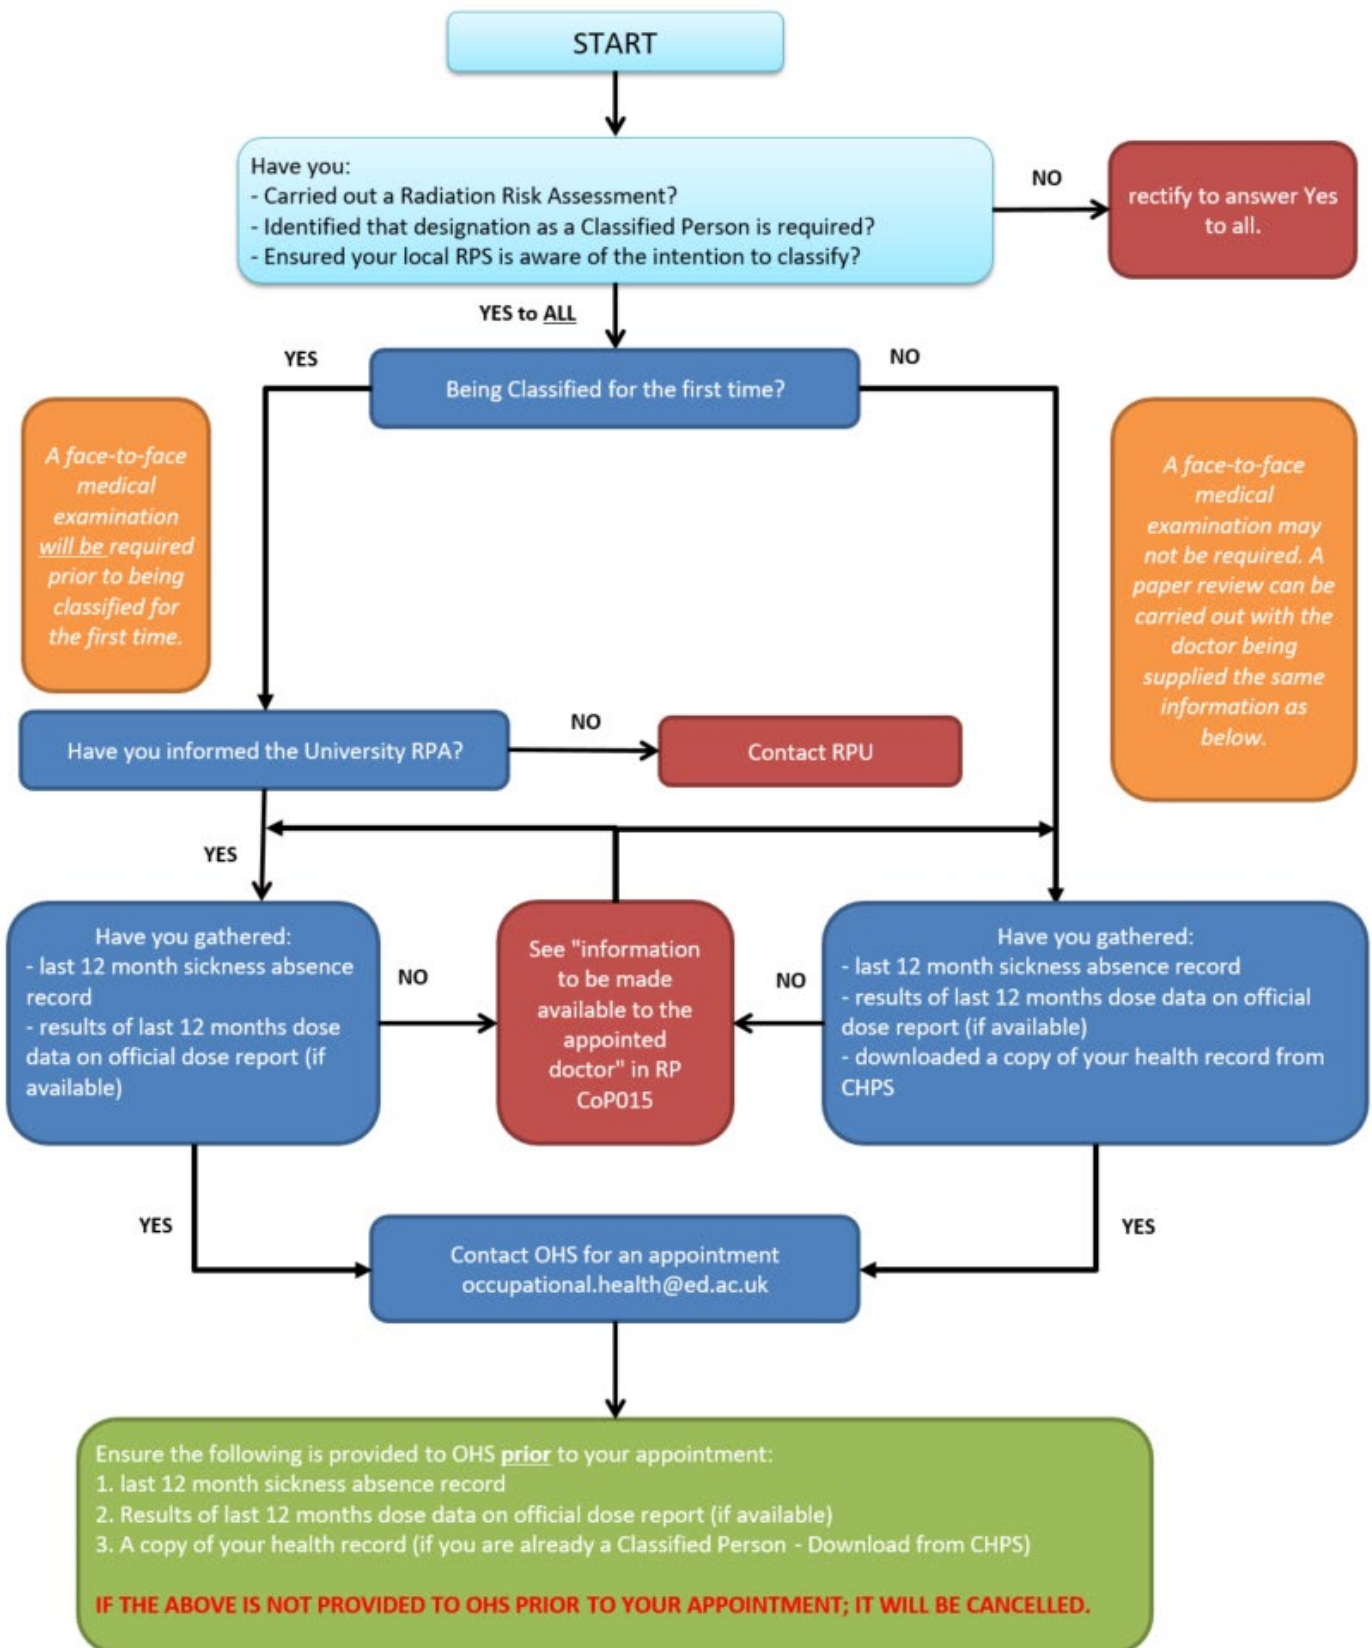 START
Have you:
- Carried out a Radiation Risk Assessment?
- Identified that designation as a Classified Person is required?
- Ensured your local RPS is aware of the intention to classify?
NO
rectify to answer Yes
to all.
YES to ALL
YES
Being Classified for the first time?
NO
A face-to-face
medical
examination
will be required
prior to being
classified for
the first time.
A face-to-face
medical
examination may
not be required. A
paper review can be
carried out with the
doctor being
supplied the same
information as
below.
Have you informed the University RPA?
NO
Contact RPU
YES
Have you gathered:
- last 12 month sickness absence
record
- results of last 12 months dose
data on official dose report (if
available)
NO
See "information
to be made
available to the
appointed
doctor" in RP
CoP015
NO
Have you gathered:
- last 12 month sickness absence record
- results of last 12 months dose data on official
dose report (if available)
- downloaded a copy of your health record from
CHPS
YES
Contact OHS for an appointment
occupational.health@ed.ac.uk
YES
Ensure the following is provided to OHS prior to your appointment:
1. last 12 month sickness absence record
2. Results of last 12 months dose data on official dose report (if available)
3. A copy of your health record (if you are already a Classified Person - Download from CHPS)
IF THE ABOVE IS NOT PROVIDED TO OHS PRIOR TO YOUR APPOINTMENT; IT WILL BE CANCELLED.